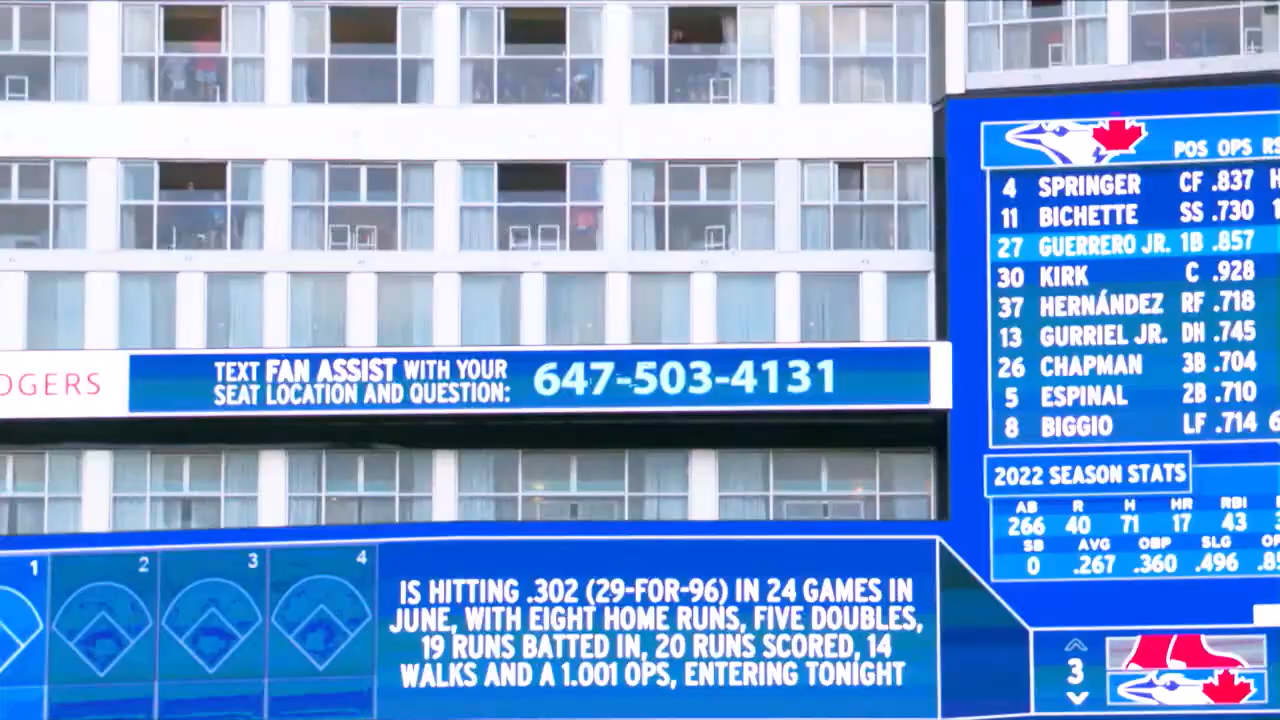 POS OPS
4 SPRINGER CF .837
11 BICHETTE SS .730
27 GUERRERO JR. 1B .857
30 KIRK C .928
37 HERNÁNDEZ RF .718
13 GURRIEL JR. DH .745
26 CHAPMAN 3B .704
5 ESPINAL 2B .710
8 BIGGIO LF .714 6
OGERS
TEXT FAN ASSIST WITH YOUR
SEAT LOCATION AND QUESTION:
647-503-4131
2022 SEASON STATS
AB R H HR RBI
266 40 71 17 43
SB AVG OBP SLG
0 .267 .360 .496
1 2 3 4
IS HITTING .302 (29-FOR-96) IN 24 GAMES IN
JUNE, WITH EIGHT HOME RUNS, FIVE DOUBLES,
19 RUNS BATTED IN, 20 RUNS SCORED, 14
WALKS AND A 1.001 OPS, ENTERING TONIGHT
3